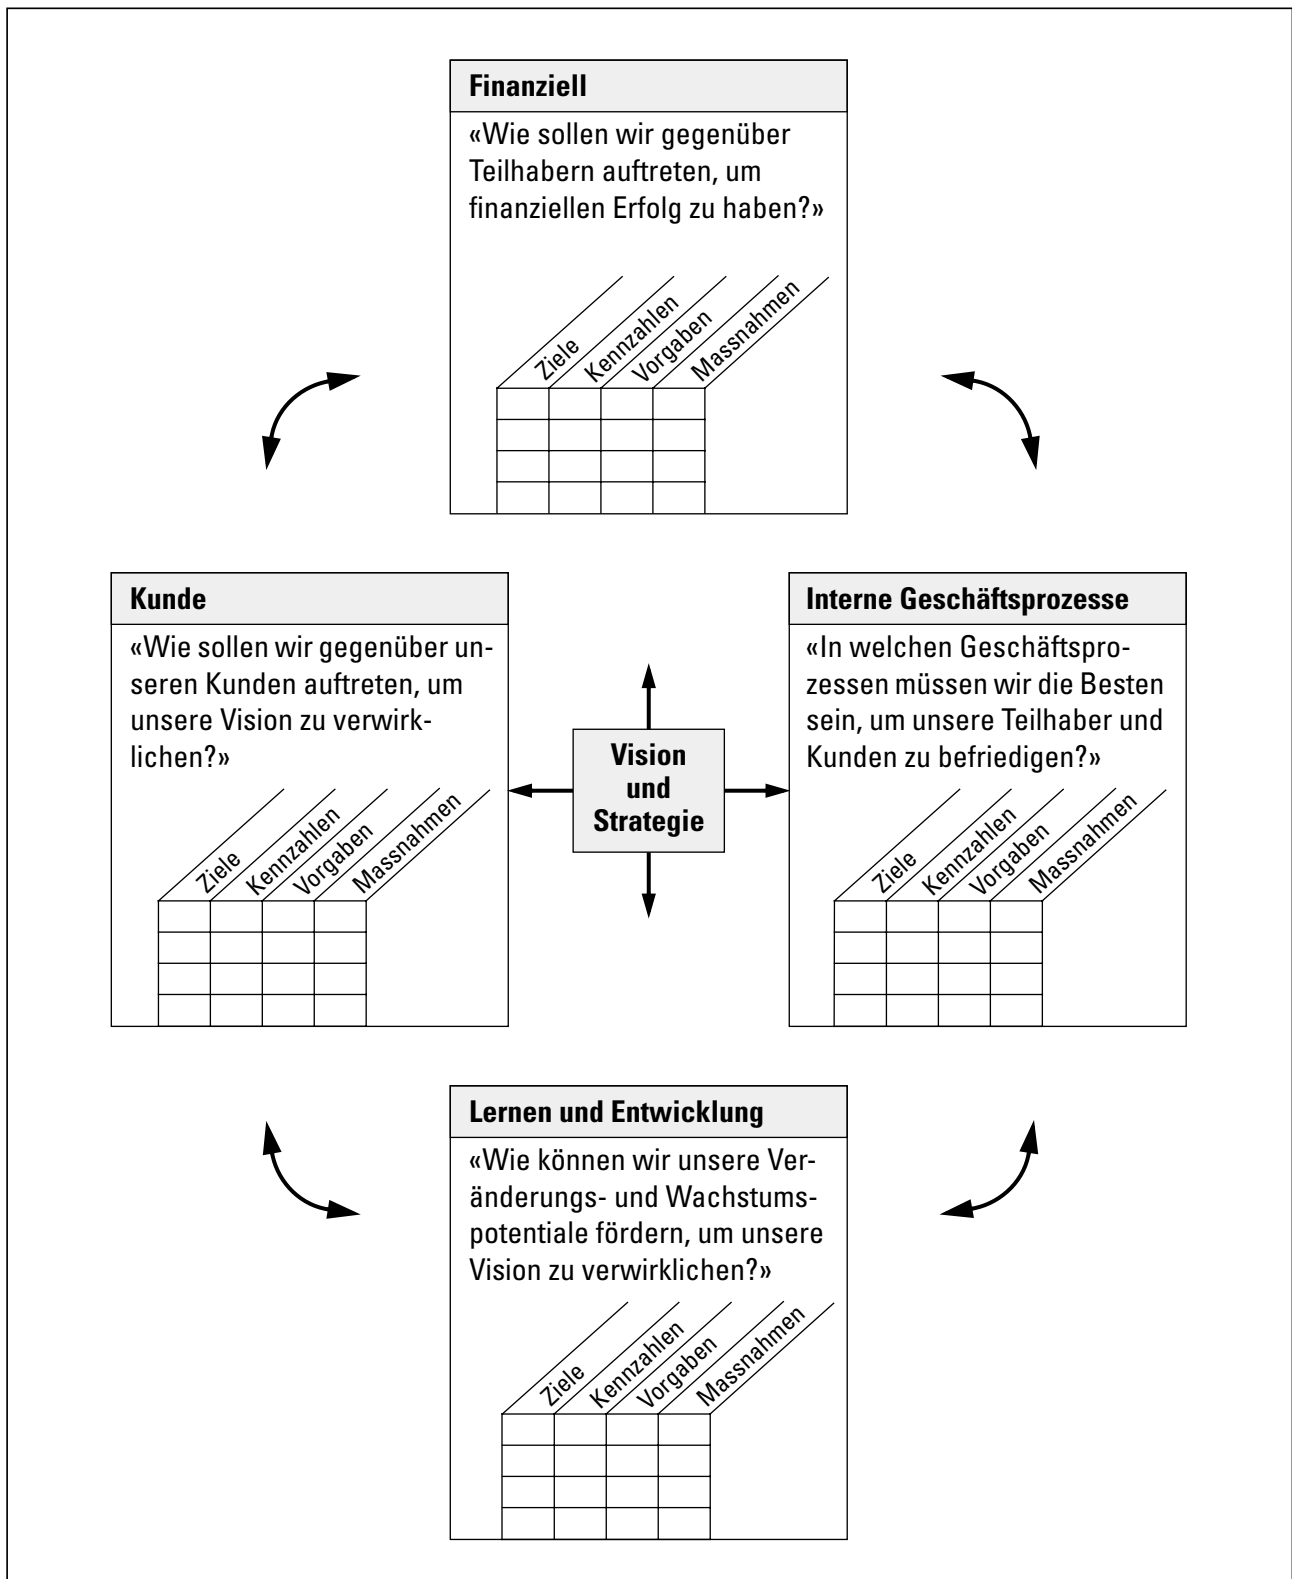 Finanziell
«Wie sollen wir gegenüber
Teilhabern auftreten, um
finanziellen Erfolg zu haben?»
Ziele
Kennzahlen
Vorgaben
Massnahmen
Kunde
«Wie sollen wir gegenüber un-
seren Kunden auftreten, um
unsere Vision zu verwirk-
lichen?»
Ziele
Kennzahlen
Vorgaben
Massnahmen
Vision
und
Strategie
Interne Geschäftsprozesse
«In welchen Geschäftspro-
zessen müssen wir die Besten
sein, um unsere Teilhaber und
Kunden zu befriedigen?»
Ziele
Kennzahlen
Vorgaben
Massnahmen
Lernen und Entwicklung
«Wie können wir unsere Ver-
änderungs- und Wachstums-
potentiale fördern, um unsere
Vision zu verwirklichen?»
Ziele
Kennzahlen
Vorgaben
Massnahmen